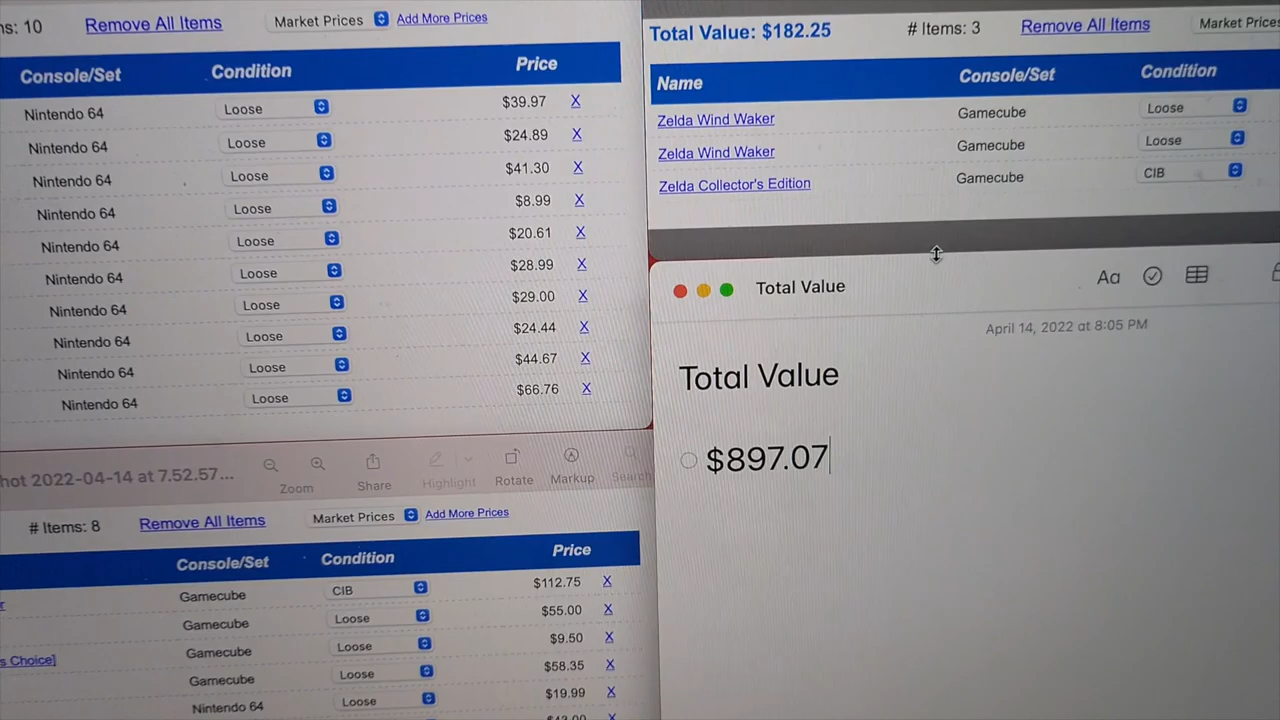 ns: 10 Remove All Items Market Prices Add More Prices
Console/Set Condition Price
Nintendo 64 Loose $39.97 X
Nintendo 64 Loose $24.89 X
Nintendo 64 Loose $41.30 X
Nintendo 64 Loose $8.99 X
Nintendo 64 Loose $20.61 X
Nintendo 64 Loose $28.99 X
Nintendo 64 Loose $29.00 X
Nintendo 64 Loose $24.44 X
Nintendo 64 Loose $44.67 X
Nintendo 64 Loose $66.76 X
hot 2022-04-14 at 7.52.57...
Zoom Share Highlight Rotate Markup Search
# Items: 8 Remove All Items Market Prices Add More Prices
Console/Set Condition Price
r Gamecube CIB $112.75 X
Gamecube Loose $55.00 X
Gamecube Loose $9.50 X
s Choice] Gamecube Loose $58.35 X
Nintendo 64 Loose $19.99 X
Total Value: $182.25 # Items: 3 Remove All Items Market Prices
Name Console/Set Condition
Zelda Wind Waker Gamecube Loose
Zelda Wind Waker Gamecube Loose
Zelda Collector's Edition Gamecube CIB
Total Value
Aa
April 14, 2022 at 8:05 PM
Total Value
$897.07